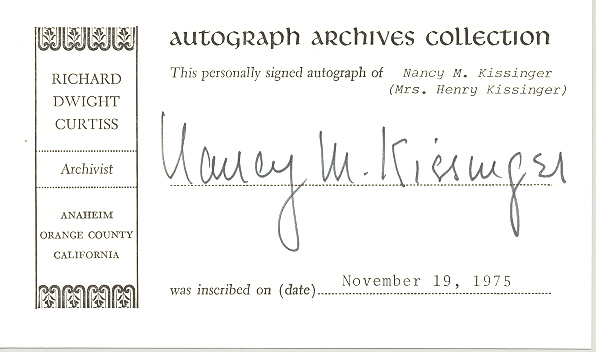 RICHARD
DWIGHT
CURTISS
Archivist
ANAHEIM
ORANGE COUNTY
CALIFORNIA
AUTOGRAPH ARCHIVES COLLECTION
This personally signed autograph of Nancy M. Kissinger
(Mrs. Henry Kissinger)
Nancy M. Kissinger
was inscribed on (date) November 19, 1975